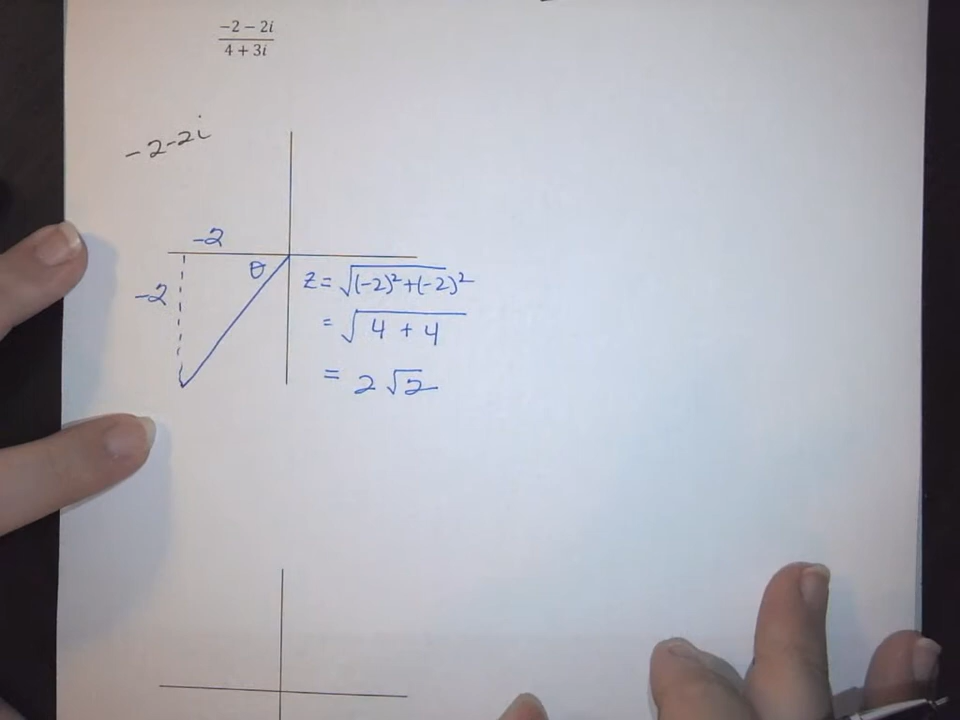 -2 - 2i
4 + 3i
-2-2i
-2
θ
-2
z = √(-2)²+(-2)²
= √4 + 4
= 2√2